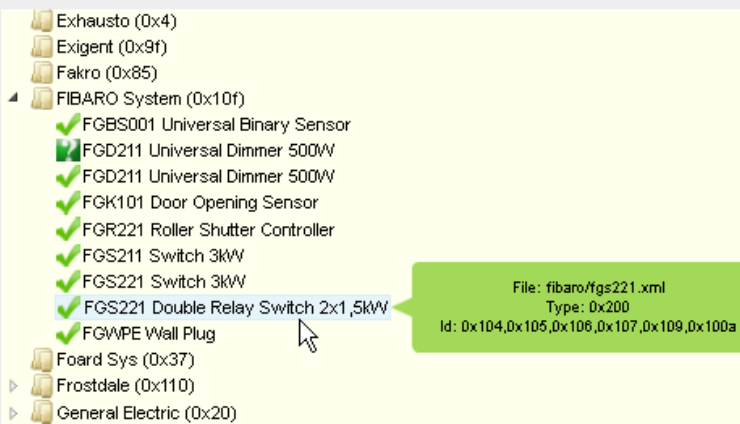 Exhausto (0x4)
Exigent (0x9f)
Fakro (0x85)
FIBARO System (0x10f)
FGBS001 Universal Binary Sensor
FGD211 Universal Dimmer 500W
FGD211 Universal Dimmer 500W
FGK101 Door Opening Sensor
FGR221 Roller Shutter Controller
FGS211 Switch 3kW
FGS221 Switch 3kW
FGS221 Double Relay Switch 2x1,5kW
File: fibaro/fgs221.xml
Type: 0x200
Id: 0x104,0x105,0x106,0x107,0x109,0x100a
FGWPE Wall Plug
Foard Sys (0x37)
Frostdale (0x110)
General Electric (0x20)